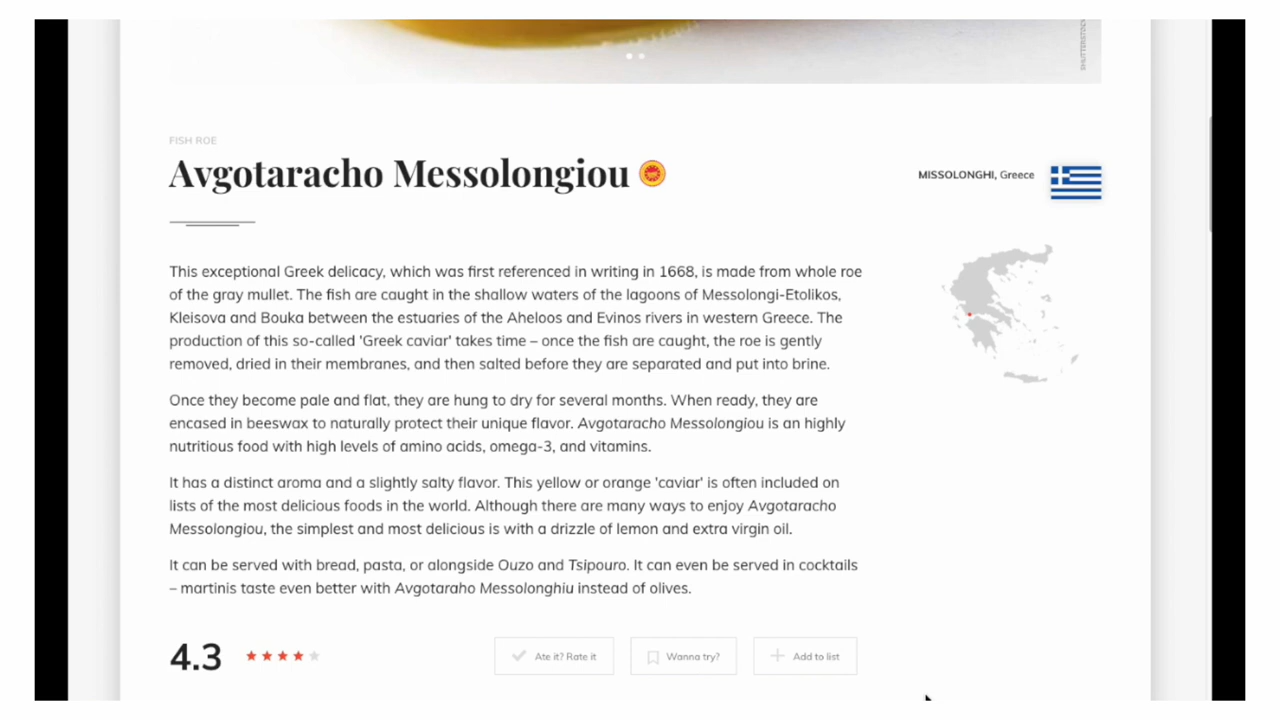 SHUTTERSTOCK
FISH ROE
Avgotaracho Messolongiou
MISSOLONGHI, Greece
This exceptional Greek delicacy, which was first referenced in writing in 1668, is made from whole roe
of the gray mullet. The fish are caught in the shallow waters of the lagoons of Messolongi-Etolikos,
Kleisova and Bouka between the estuaries of the Aheloos and Evinos rivers in western Greece. The
production of this so-called 'Greek caviar' takes time – once the fish are caught, the roe is gently
removed, dried in their membranes, and then salted before they are separated and put into brine.
Once they become pale and flat, they are hung to dry for several months. When ready, they are
encased in beeswax to naturally protect their unique flavor. Avgotaracho Messolongiou is an highly
nutritious food with high levels of amino acids, omega-3, and vitamins.
It has a distinct aroma and a slightly salty flavor. This yellow or orange 'caviar' is often included on
lists of the most delicious foods in the world. Although there are many ways to enjoy Avgotaracho
Messolongiou, the simplest and most delicious is with a drizzle of lemon and extra virgin oil.
It can be served with bread, pasta, or alongside Ouzo and Tsipouro. It can even be served in cocktails
– martinis taste even better with Avgotaraho Messolonghiu instead of olives.
4.3
Ate it? Rate it
Wanna try?
Add to list